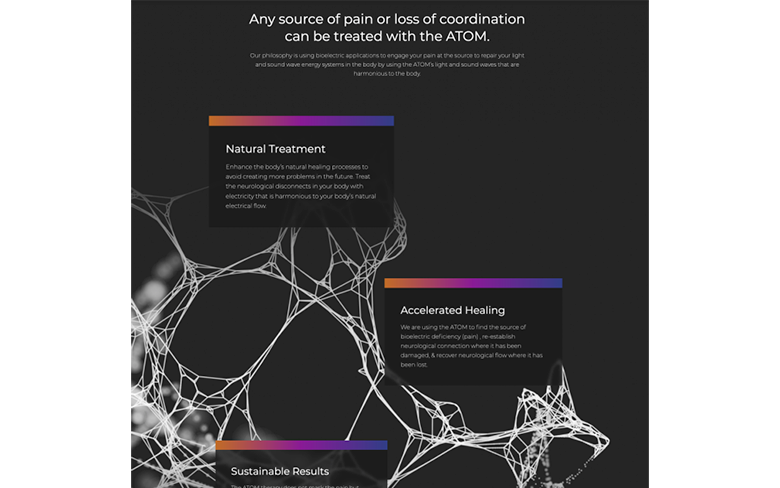 Any source of pain or loss of coordination
can be treated with the ATOM.
Our philosophy is using bioelectric applications to engage your pain at the source to repair your light
and sound wave energy systems in the body by using the ATOM's light and sound waves that are
harmonious to the body.
Natural Treatment
Enhance the body's natural healing processes to
avoid creating more problems in the future. Treat
the neurological disconnects in your body with
electricity that is harmonious to your body's natural
electrical flow.
Accelerated Healing
We are using the ATOM to find the source of
bioelectric deficiency (pain) , re-establish
neurological connection where it has been
damaged, & recover neurological flow where it has
been lost.
Sustainable Results